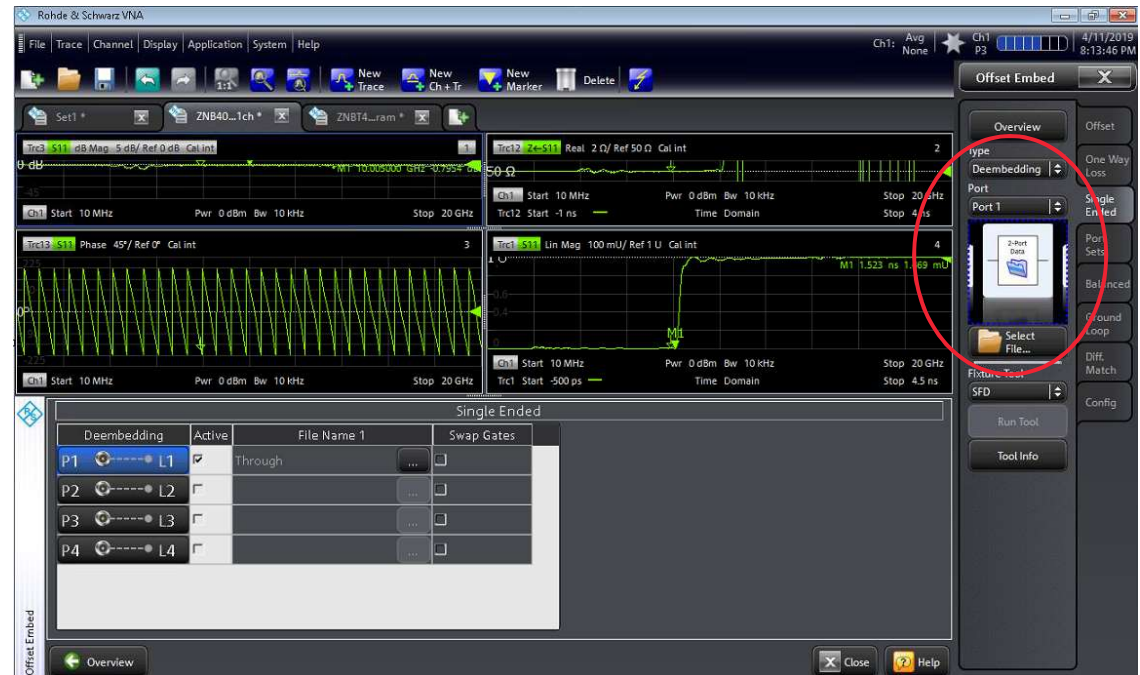 Rohde & Schwarz VNA
File Trace Channel Display Application System Help
Ch1: Avg None
Ch1 P3
4/11/2019
8:13:46 PM
1:1
New Trace
New Ch + Tr
New Marker
Delete
Set1 *
ZNB40...1ch *
ZNBT4...ram *
Trc3 S11 dB Mag 5 dB/ Ref 0 dB Cal int 1
0 dB
M1 10.005000 GHz -0.7954 dB
-45
Ch1 Start 10 MHz Pwr 0 dBm Bw 10 kHz Stop 20 GHz
Trc12 Z←S11 Real 2 Ω/ Ref 50 Ω Cal int 2
50 Ω
Ch1 Start 10 MHz Pwr 0 dBm Bw 10 kHz Stop 20 GHz
Trc12 Start -1 ns Time Domain Stop 4 ns
Trc13 S11 Phase 45°/ Ref 0° Cal int 3
225
0°
-225
Ch1 Start 10 MHz Pwr 0 dBm Bw 10 kHz Stop 20 GHz
Trc1 S11 Lin Mag 100 mU/ Ref 1 U Cal int 4
M1
-0.6
-0.4
0
M1
Ch1 Start 10 MHz Pwr 0 dBm Bw 10 kHz Stop 20 GHz
Trc1 Start -500 ps Time Domain Stop 4.5 ns
Single Ended
Deembedding Active File Name 1 Swap Gates
P1 L1 Through ...
P2 L2 ...
P3 L3 ...
P4 L4 ...
Offset Embed
Overview
Close
Help
Offset Embed X
Overview
Type
Deembedding
Port
Port 1
2-Port
Data
Select
File...
Fixture Tool
SFD
Run Tool
Tool Info
Offset
One Way
Loss
Single
Ended
Port
Sets
Balanced
Ground
Loop
Diff.
Match
Config